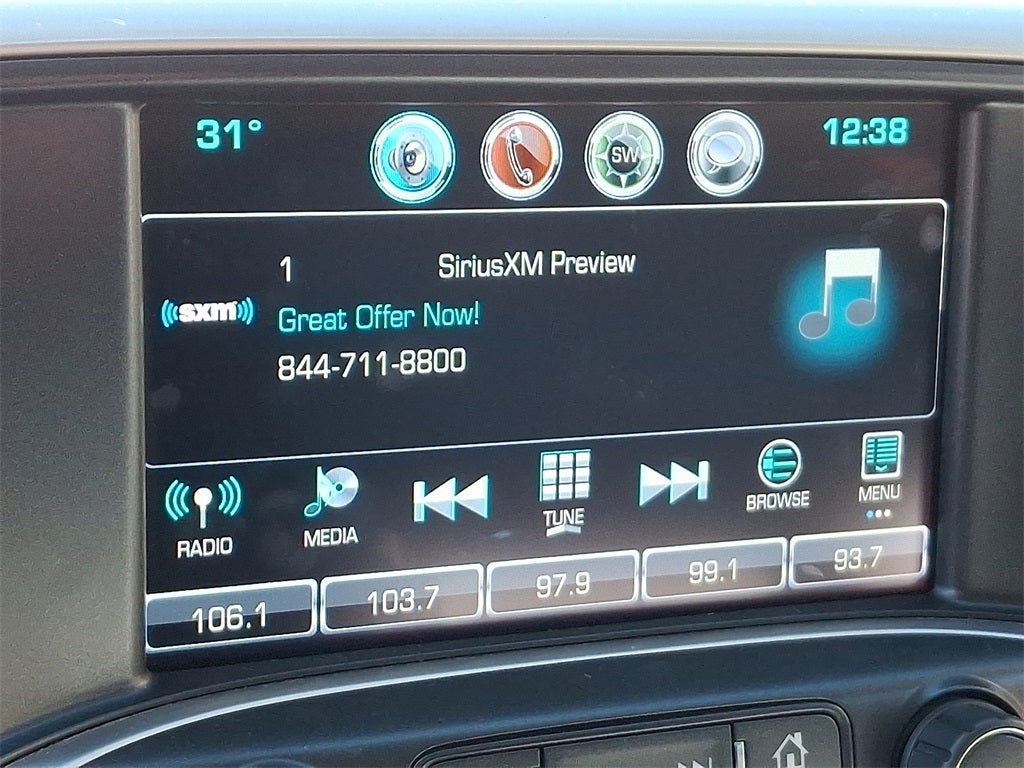 31°
SW
12:38
1 SiriusXM Preview
sxm
Great Offer Now!
844-711-8800
RADIO
MEDIA
TUNE
BROWSE
MENU
106.1
103.7
97.9
99.1
93.7